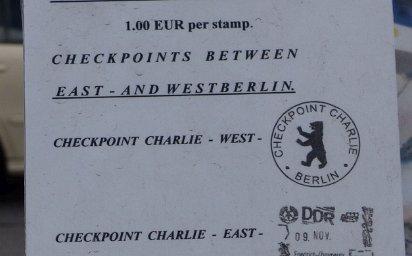 1.00 EUR per stamp.
CHECKPOINTS BETWEEN
EAST - AND WESTBERLIN.
CHECKPOINT CHARLIE - WEST -
CHECKPOINT CHARLIE
· BERLIN ·
CHECKPOINT CHARLIE - EAST-
DDR
09. NOV.